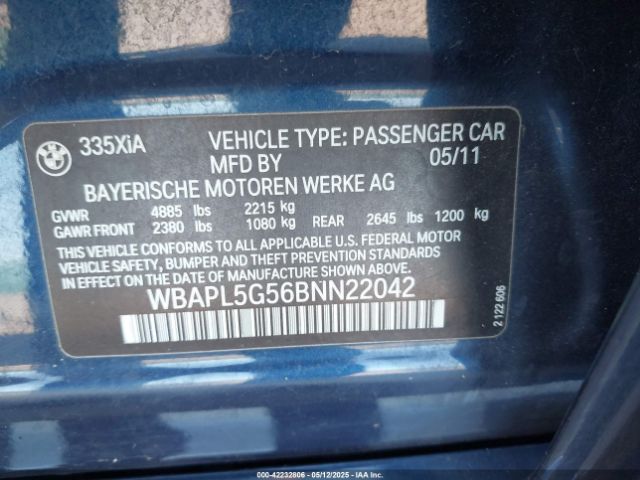 335XiA VEHICLE TYPE: PASSENGER CAR
MFD BY 05/11
BAYERISCHE MOTOREN WERKE AG
GVWR 4885 lbs 2215 kg
GAWR FRONT 2380 lbs 1080 kg REAR 2645 lbs 1200 kg
THIS VEHICLE CONFORMS TO ALL APPLICABLE U.S. FEDERAL MOTOR
VEHICLE SAFETY, BUMPER AND THEFT PREVENTION STANDARDS
IN EFFECT ON THE DATE OF MANUFACTURE SHOWN ABOVE.
WBAPL5G56BNN22042
2 122 606
000-42232806 - 05/12/2025 - IAAI.COM